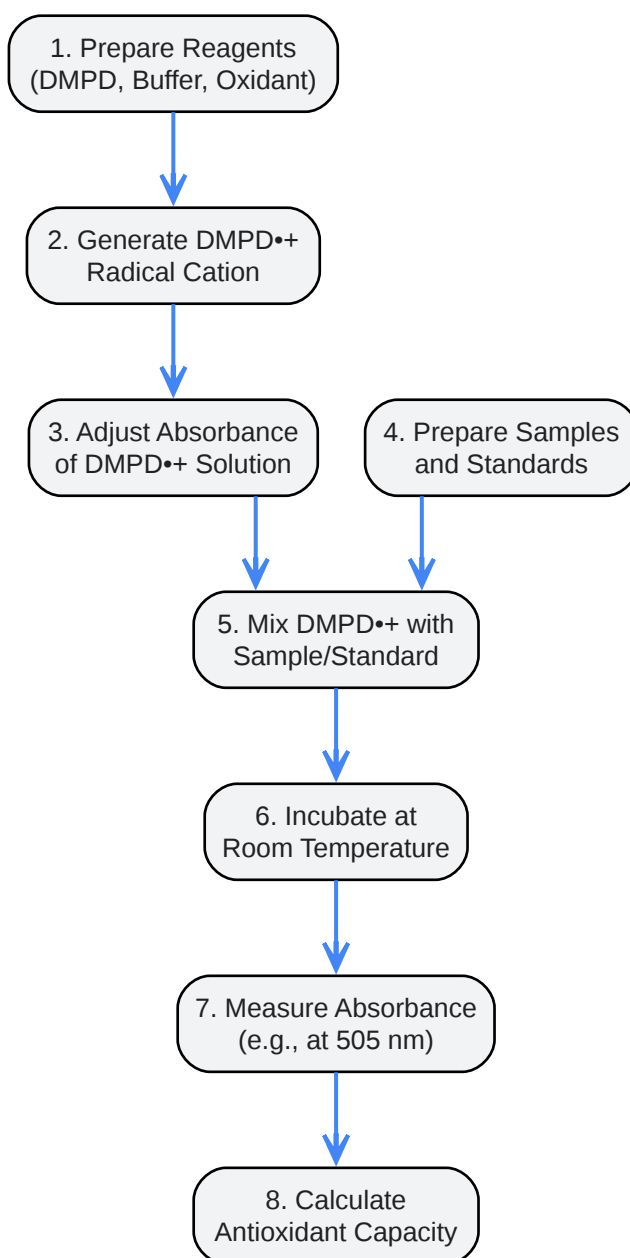 1. Prepare Reagents
(DMPD, Buffer, Oxidant)
2. Generate DMPD•+
Radical Cation
3. Adjust Absorbance
of DMPD•+ Solution
4. Prepare Samples
and Standards
5. Mix DMPD•+ with
Sample/Standard
6. Incubate at
Room Temperature
7. Measure Absorbance
(e.g., at 505 nm)
8. Calculate
Antioxidant Capacity